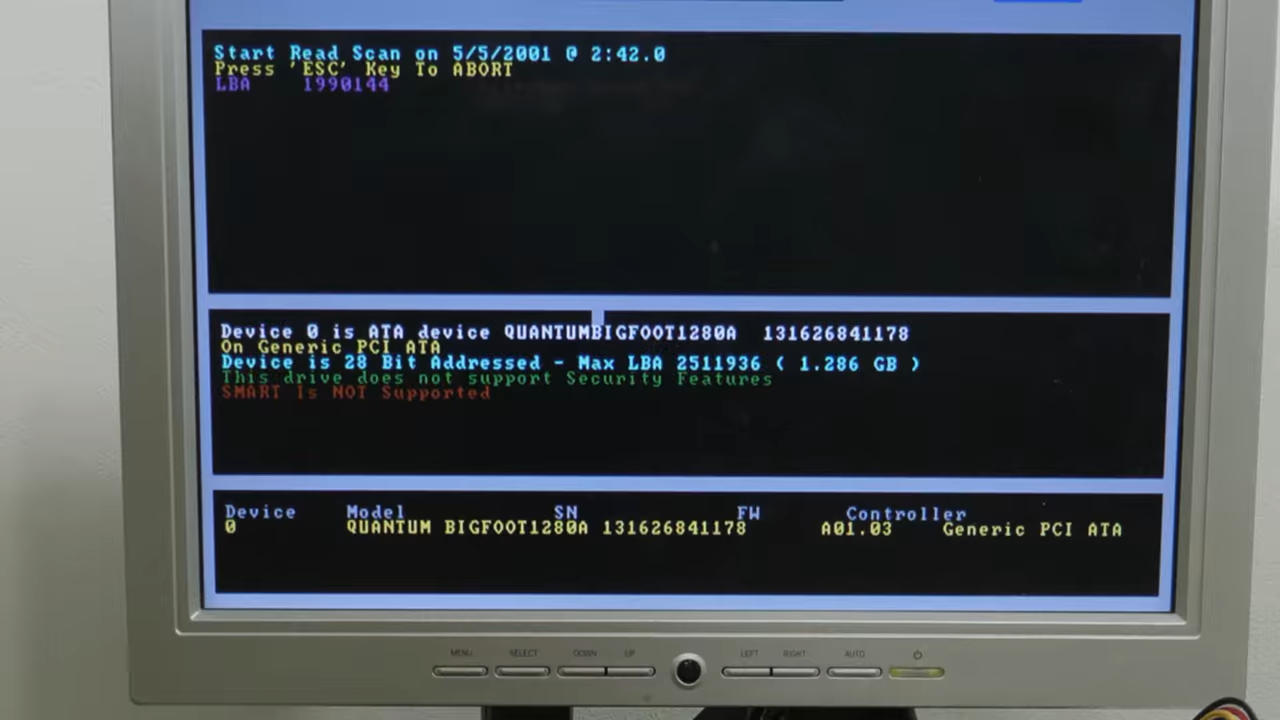 Start Read Scan on 5/5/2001 @ 2:42.0
Press 'ESC' Key To ABORT
LBA 1990144
Device 0 is ATA device QUANTUMBIGFOOT1280A 131626841178
On Generic PCI ATA
Device is 28 Bit Addressed - Max LBA 2511936 ( 1.286 GB )
This drive does not support Security Features
SMART Is NOT Supported
Device Model SN FW Controller
0 QUANTUM BIGFOOT1280A 131626841178 A01.03 Generic PCI ATA
MENU SELECT DOWN UP LEFT RIGHT AUTO